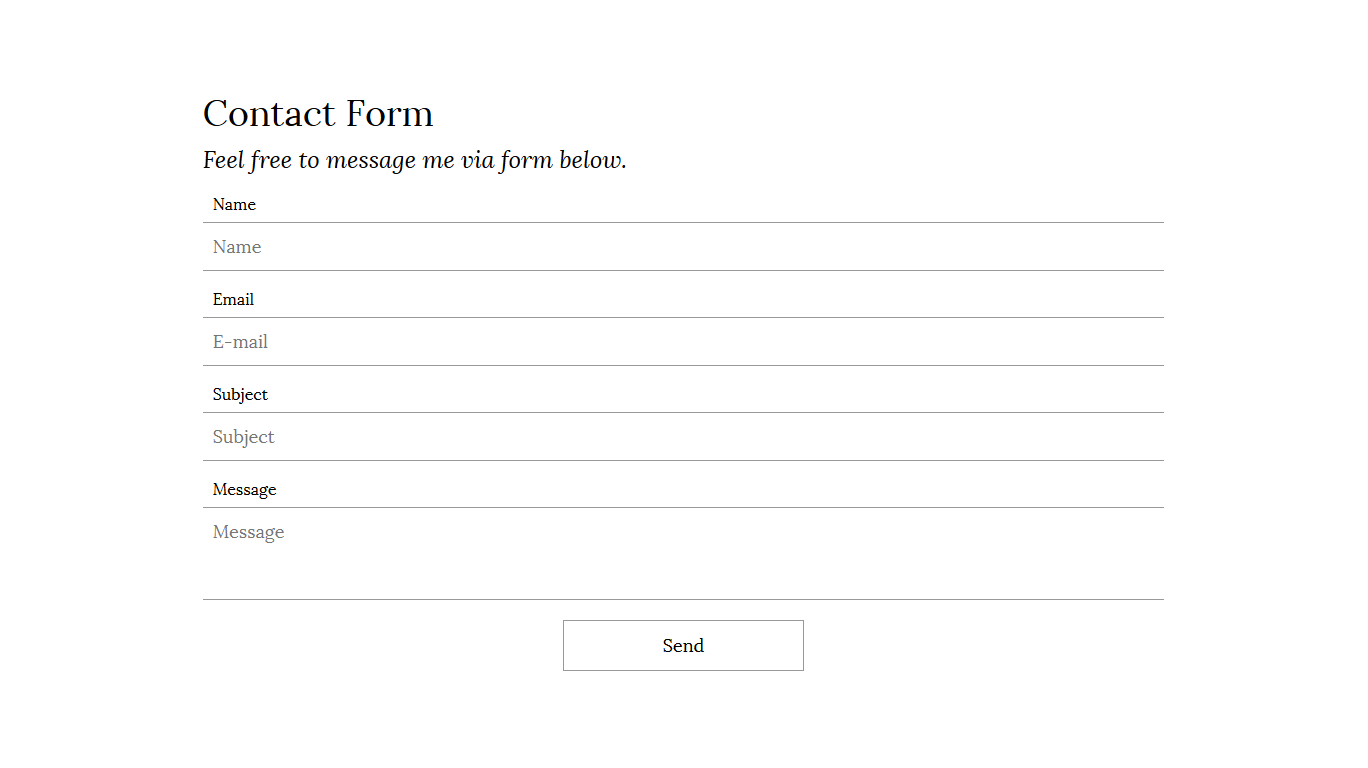 Contact Form
Feel free to message me via form below.
Name
Name
Email
E-mail
Subject
Subject
Message
Message
Send